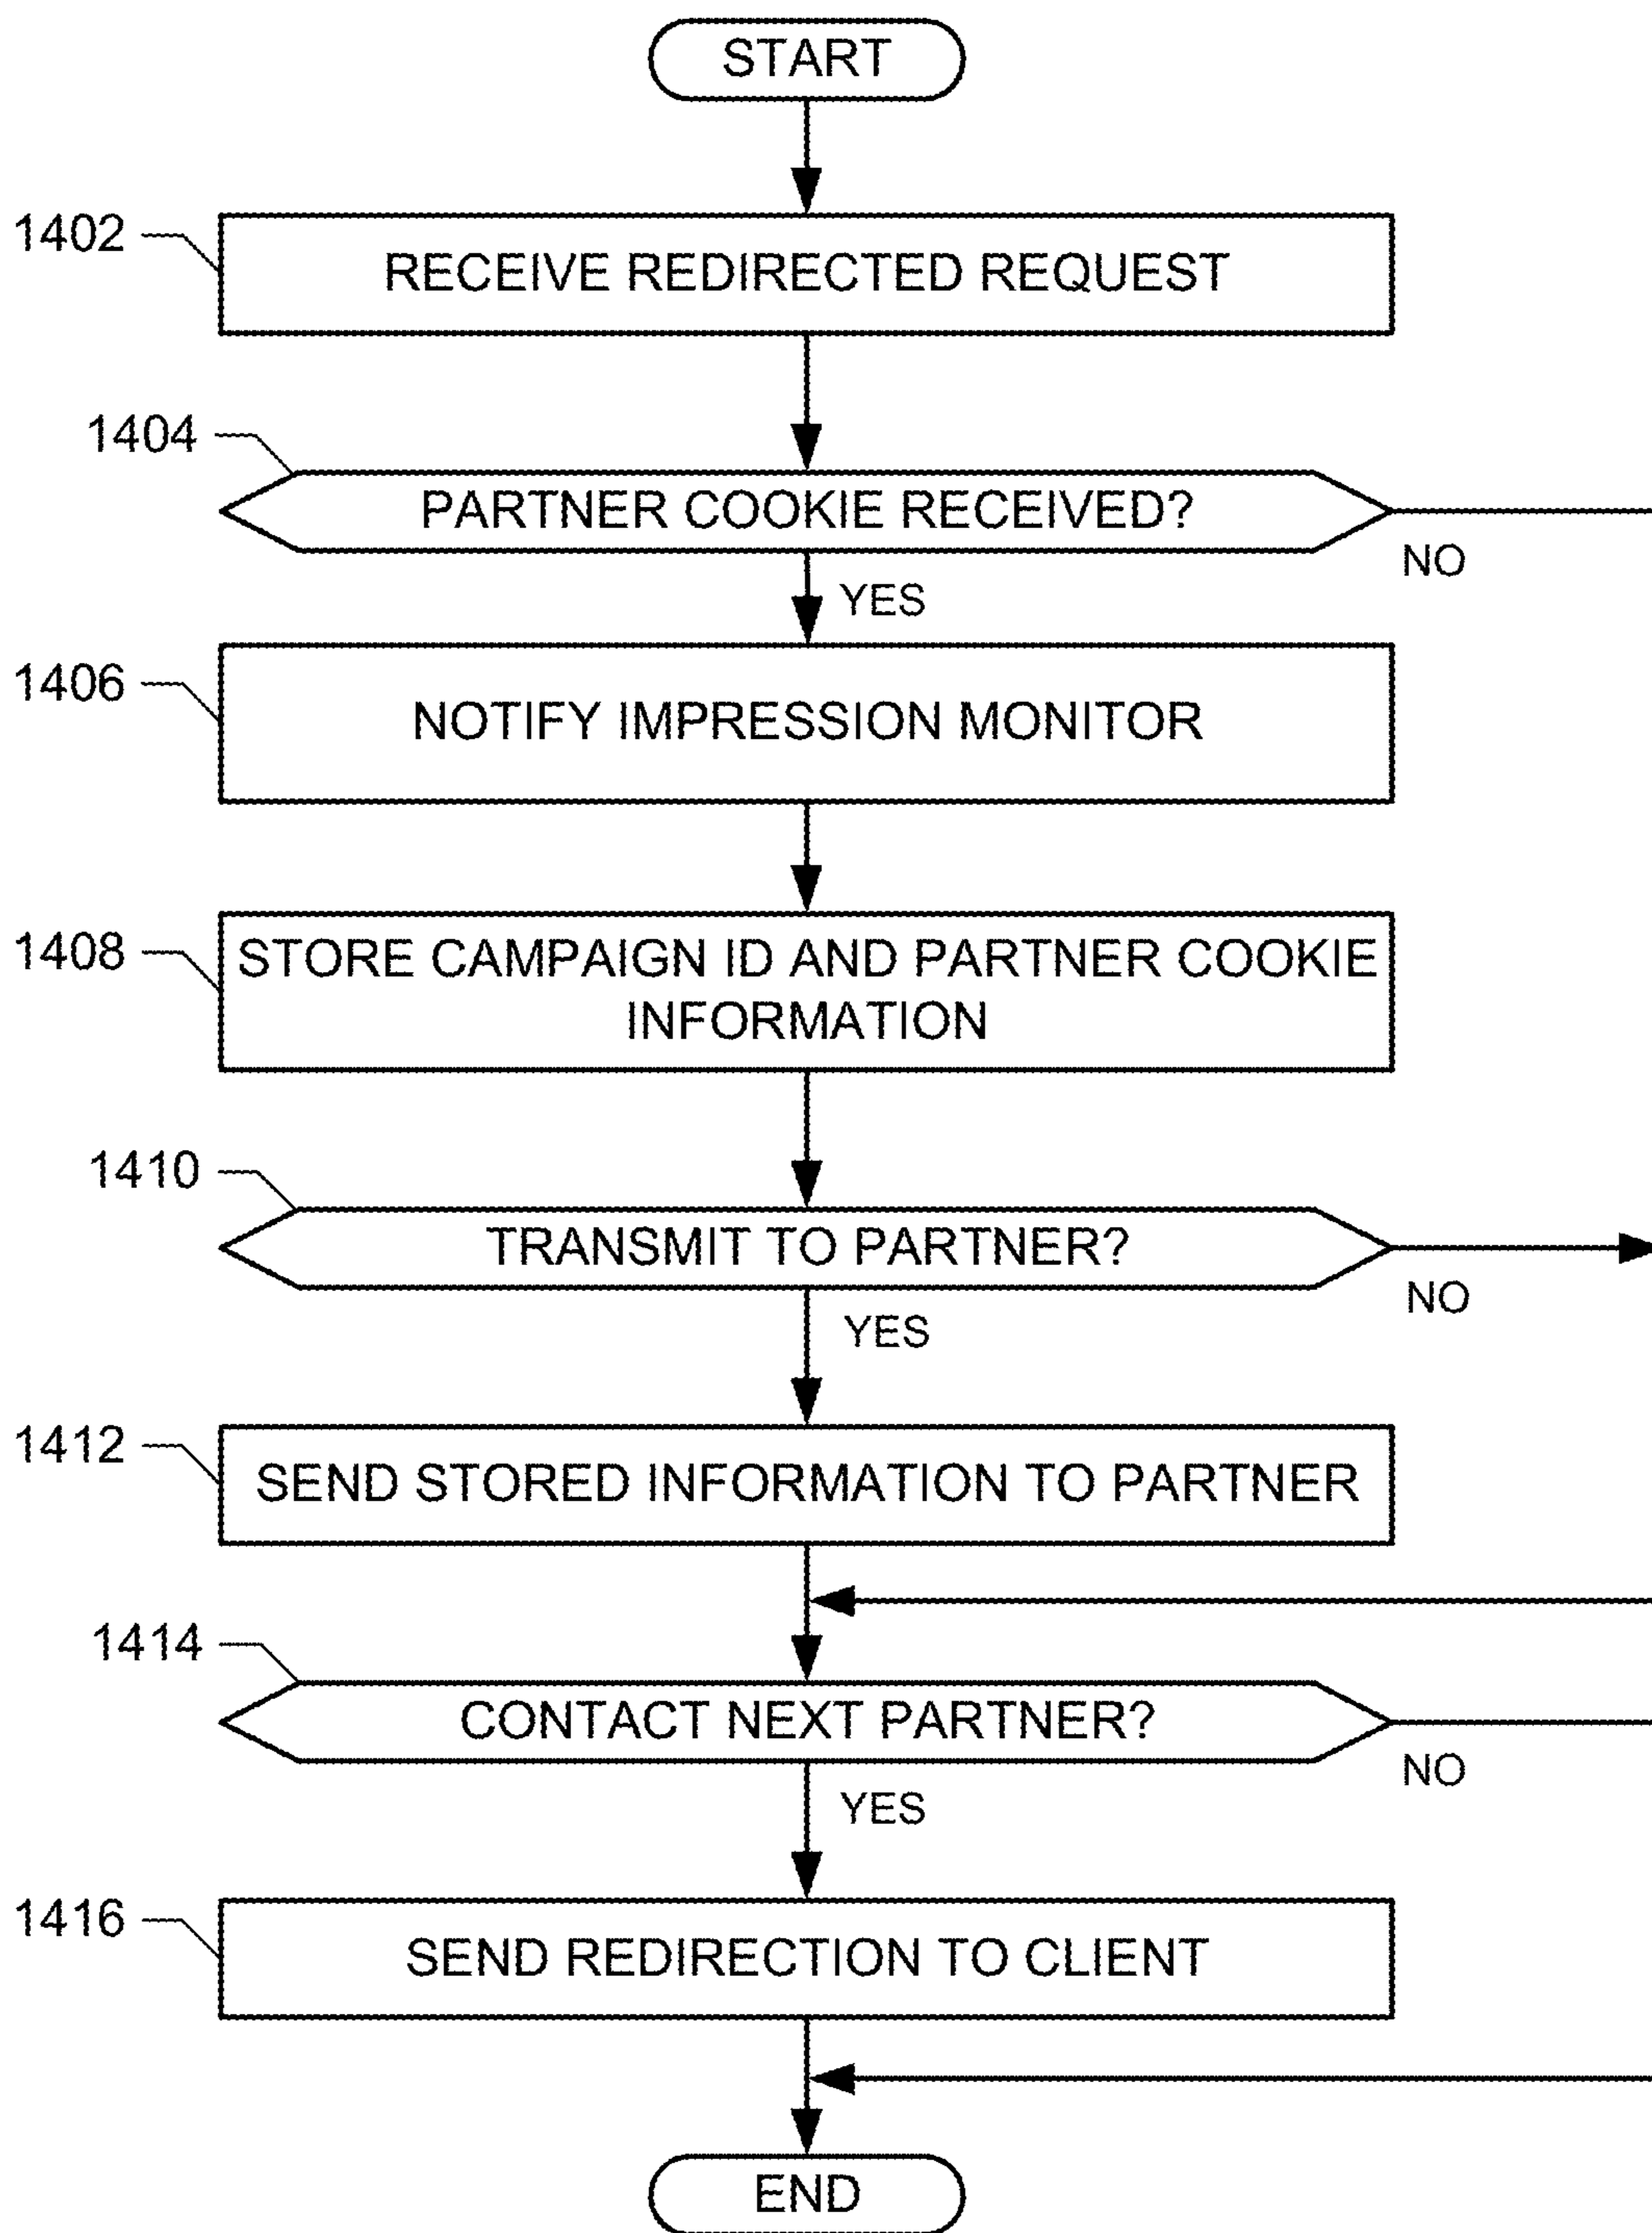 START
1402
RECEIVE REDIRECTED REQUEST
1404
PARTNER COOKIE RECEIVED?
NO
YES
1406
NOTIFY IMPRESSION MONITOR
1408
STORE CAMPAIGN ID AND PARTNER COOKIE
INFORMATION
1410
TRANSMIT TO PARTNER?
NO
YES
1412
SEND STORED INFORMATION TO PARTNER
1414
CONTACT NEXT PARTNER?
NO
YES
1416
SEND REDIRECTION TO CLIENT
END